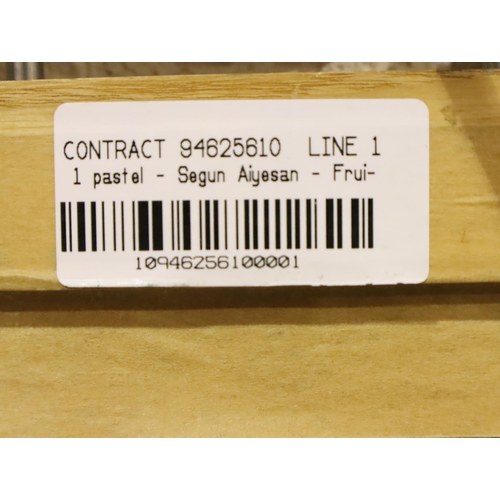 CONTRACT 94625610 LINE 1
1 pastel - Segun Aiyesan - Frui-
10946256100001